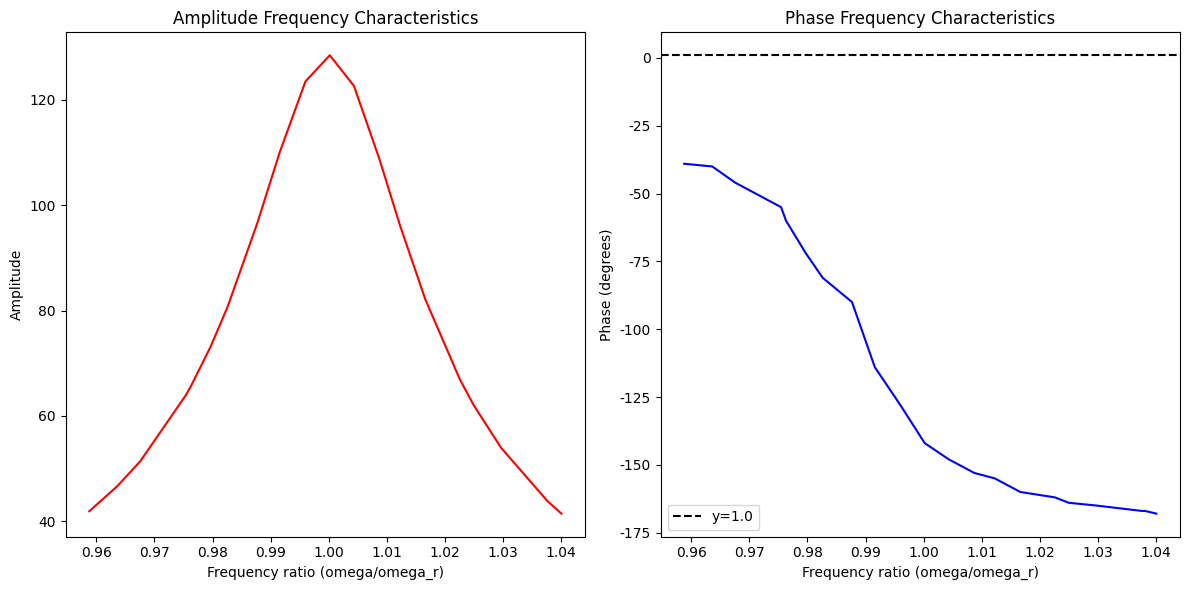 Amplitude Frequency Characteristics
120
100
80
60
40
Amplitude
0.96 0.97 0.98 0.99 1.00 1.01 1.02 1.03 1.04
Frequency ratio (omega/omega_r)
Phase Frequency Characteristics
0
-25
-50
-75
-100
-125
-150
-175
Phase (degrees)
y=1.0
0.96 0.97 0.98 0.99 1.00 1.01 1.02 1.03 1.04
Frequency ratio (omega/omega_r)